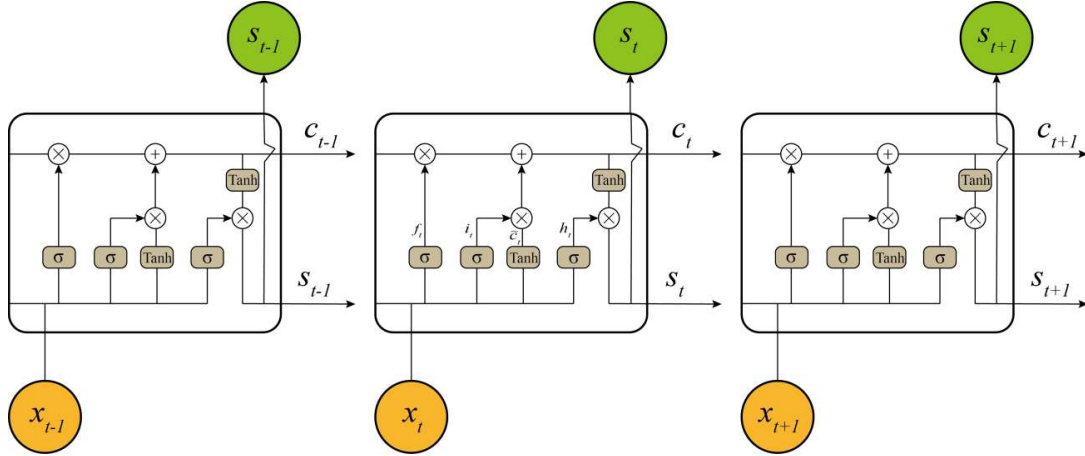 s_{t-1} s_t s_{t+1}
c_{t-1} c_t c_{t+1}
× + × + × +
Tanh Tanh Tanh
× × × × × ×
f_t i_t c̃_t h_t
σ σ Tanh σ σ σ Tanh σ σ σ Tanh σ
s_{t-1} s_t s_{t+1}
x_{t-1} x_t x_{t+1}